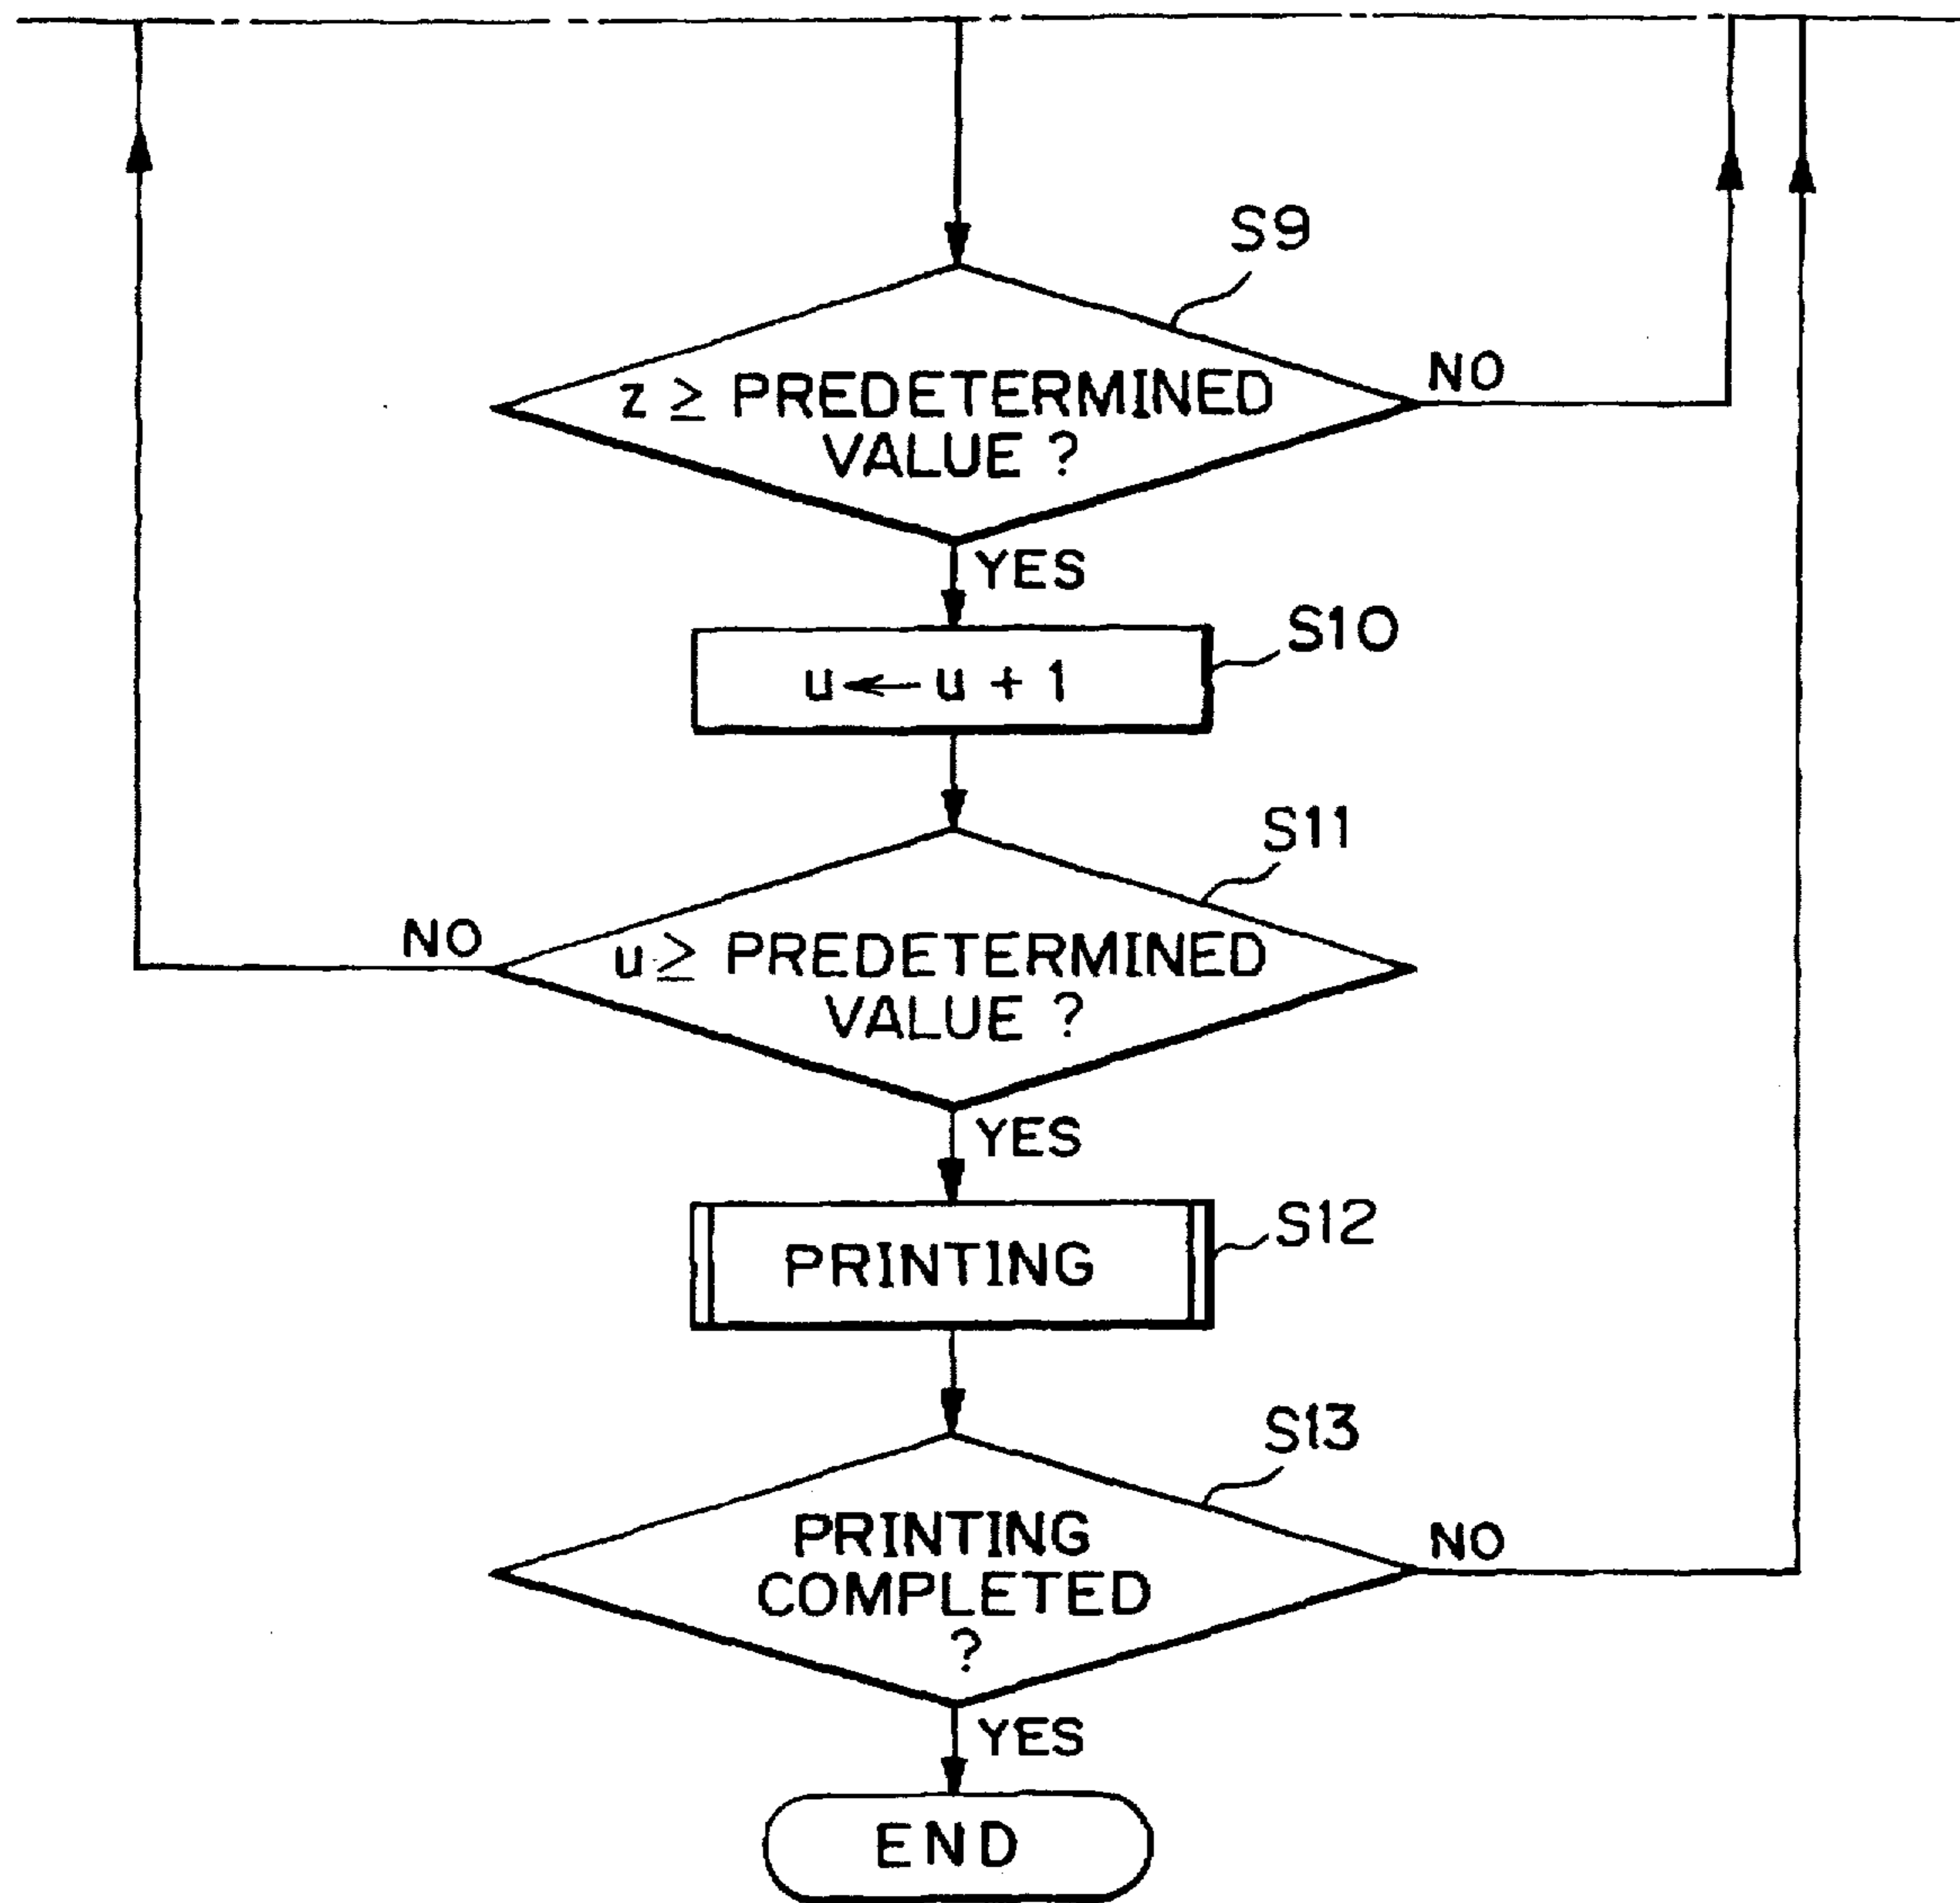 S9
z ≥ PREDETERMINED
VALUE ?
NO
YES
S10
u ← u + 1
S11
NO
u ≥ PREDETERMINED
VALUE ?
YES
S12
PRINTING
S13
PRINTING
COMPLETED
?
NO
YES
END